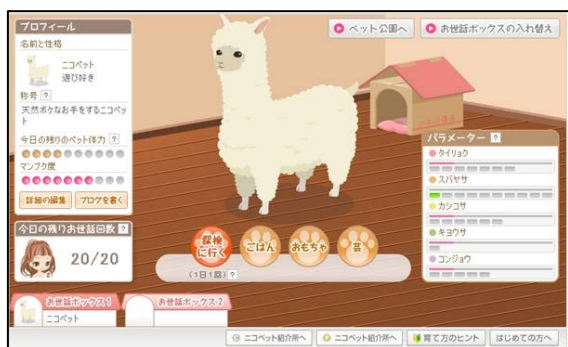 プロフィール
名前と性格
ニコペット
遊び好き
称号 ?
天然ボケなお手をするニコペット
今日の残りのペット体力 ?
マンプク度
詳細の編集
ブログを書く
今日の残りお世話回数 ?
20/20
ペット公園へ
お世話ボックスの入れ替え
パラメーター ?
タイリョク
スバヤサ
カシコサ
キヨウサ
コンジョウ
探検に行く
ごはん
おもちゃ
芸
(1日1回) ?
お世話ボックス1
ニコペット
お世話ボックス2
ニコペット紹介所へ
ニコペット紹介所へ
育て方のヒント
はじめての方へ